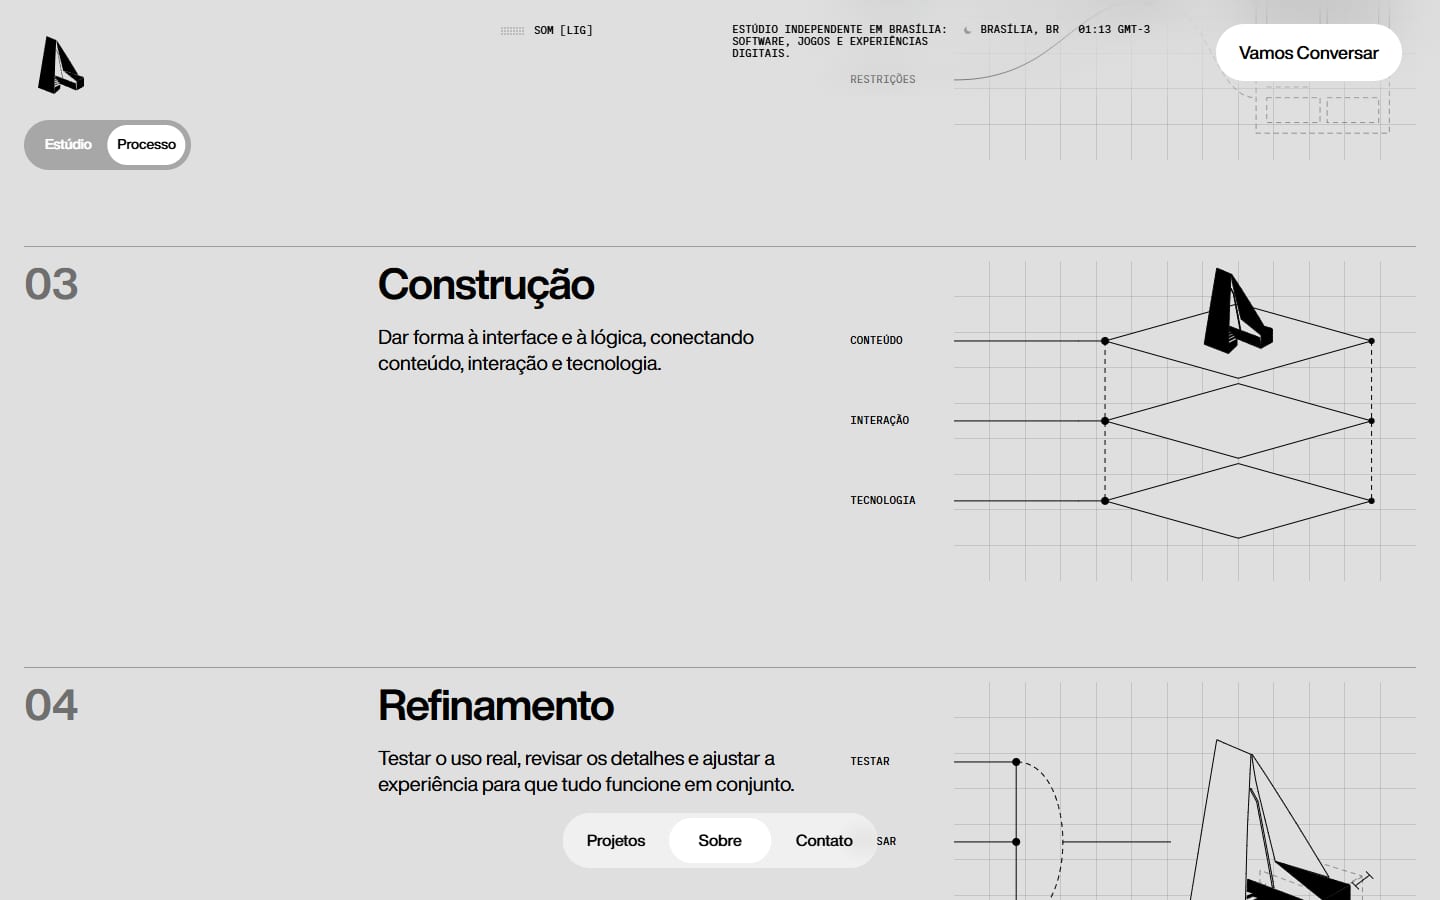 SOM [LIG]
ESTÚDIO INDEPENDENTE EM BRASÍLIA:
SOFTWARE, JOGOS E EXPERIÊNCIAS
DIGITAIS.
BRASÍLIA, BR
01:13 GMT-3
Vamos Conversar
RESTRIÇÕES
Estúdio
Processo
03
Construção
Dar forma à interface e à lógica, conectando
conteúdo, interação e tecnologia.
CONTEÚDO
INTERAÇÃO
TECNOLOGIA
04
Refinamento
Testar o uso real, revisar os detalhes e ajustar a
experiência para que tudo funcione em conjunto.
TESTAR
SAR
Projetos
Sobre
Contato